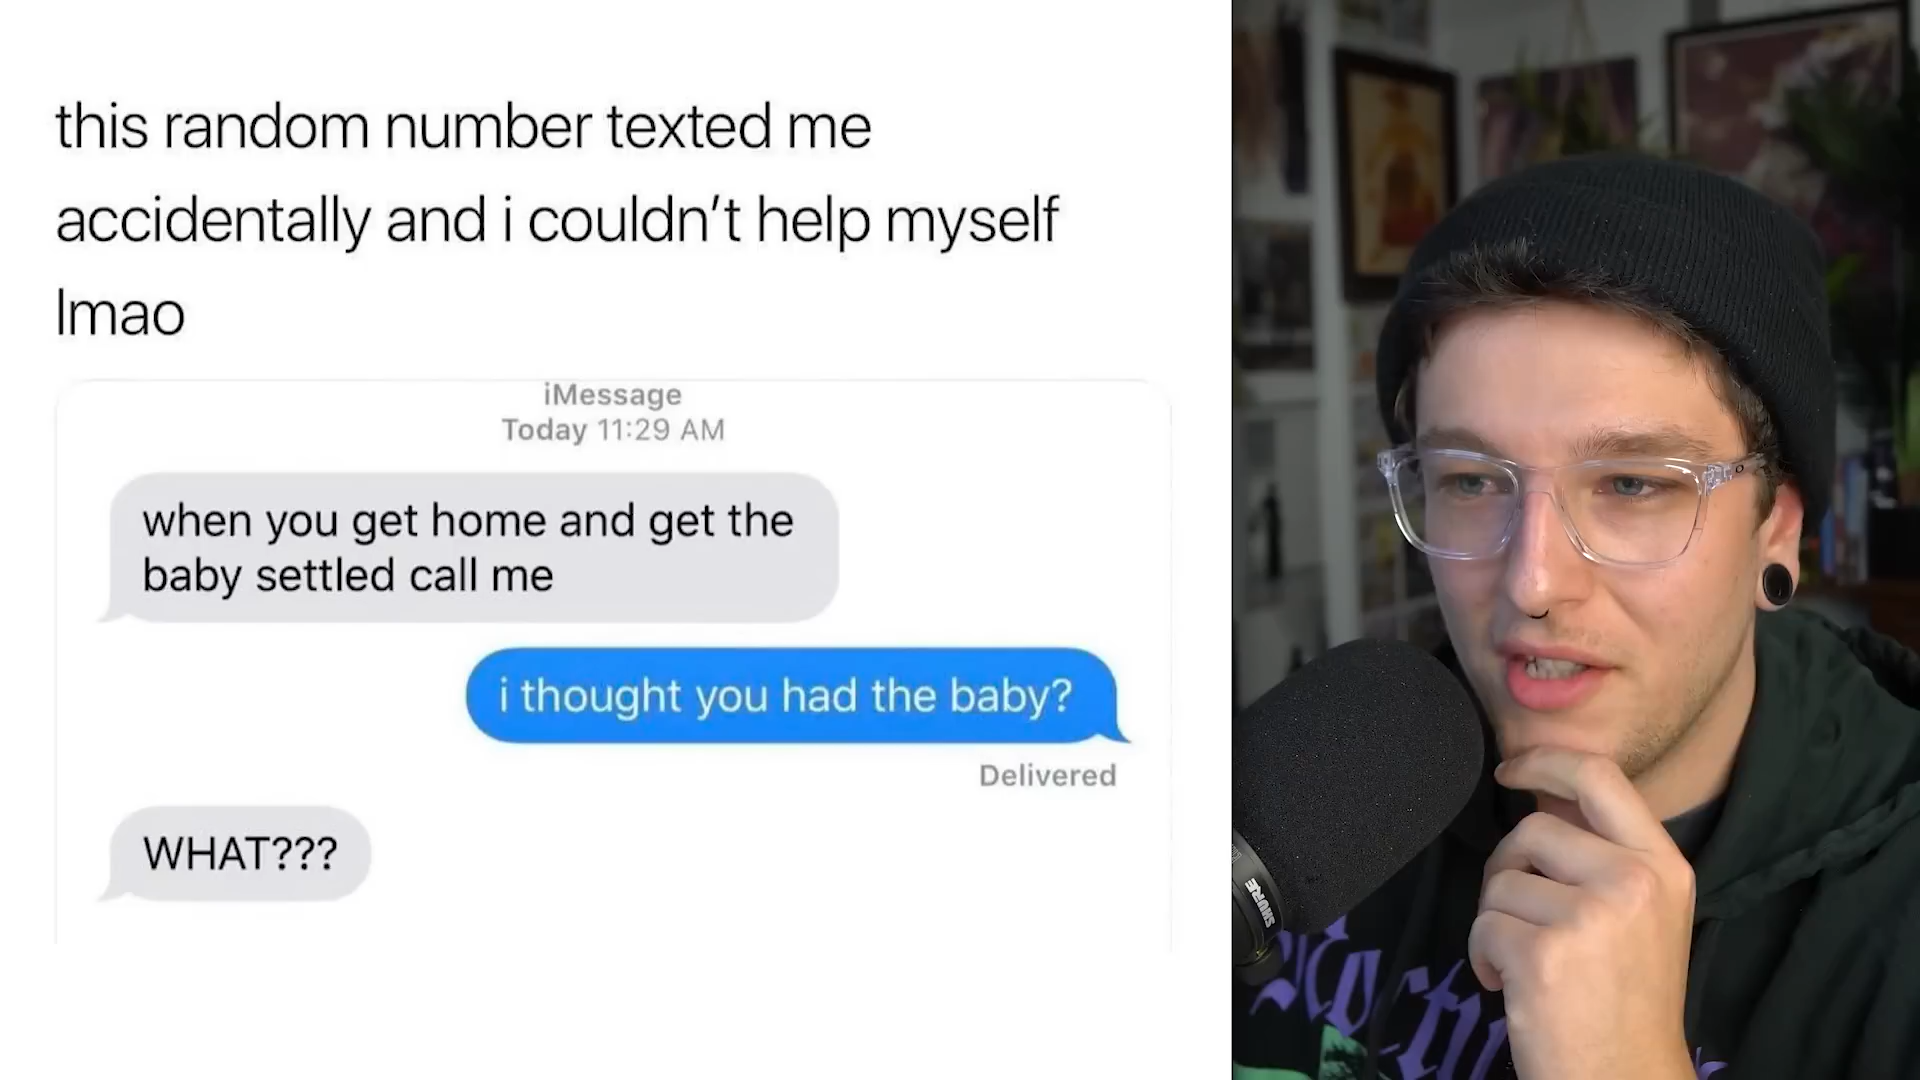 this random number texted me
accidentally and i couldn't help myself
lmao
iMessage
Today 11:29 AM
when you get home and get the
baby settled call me
i thought you had the baby?
Delivered
WHAT???
SHURE